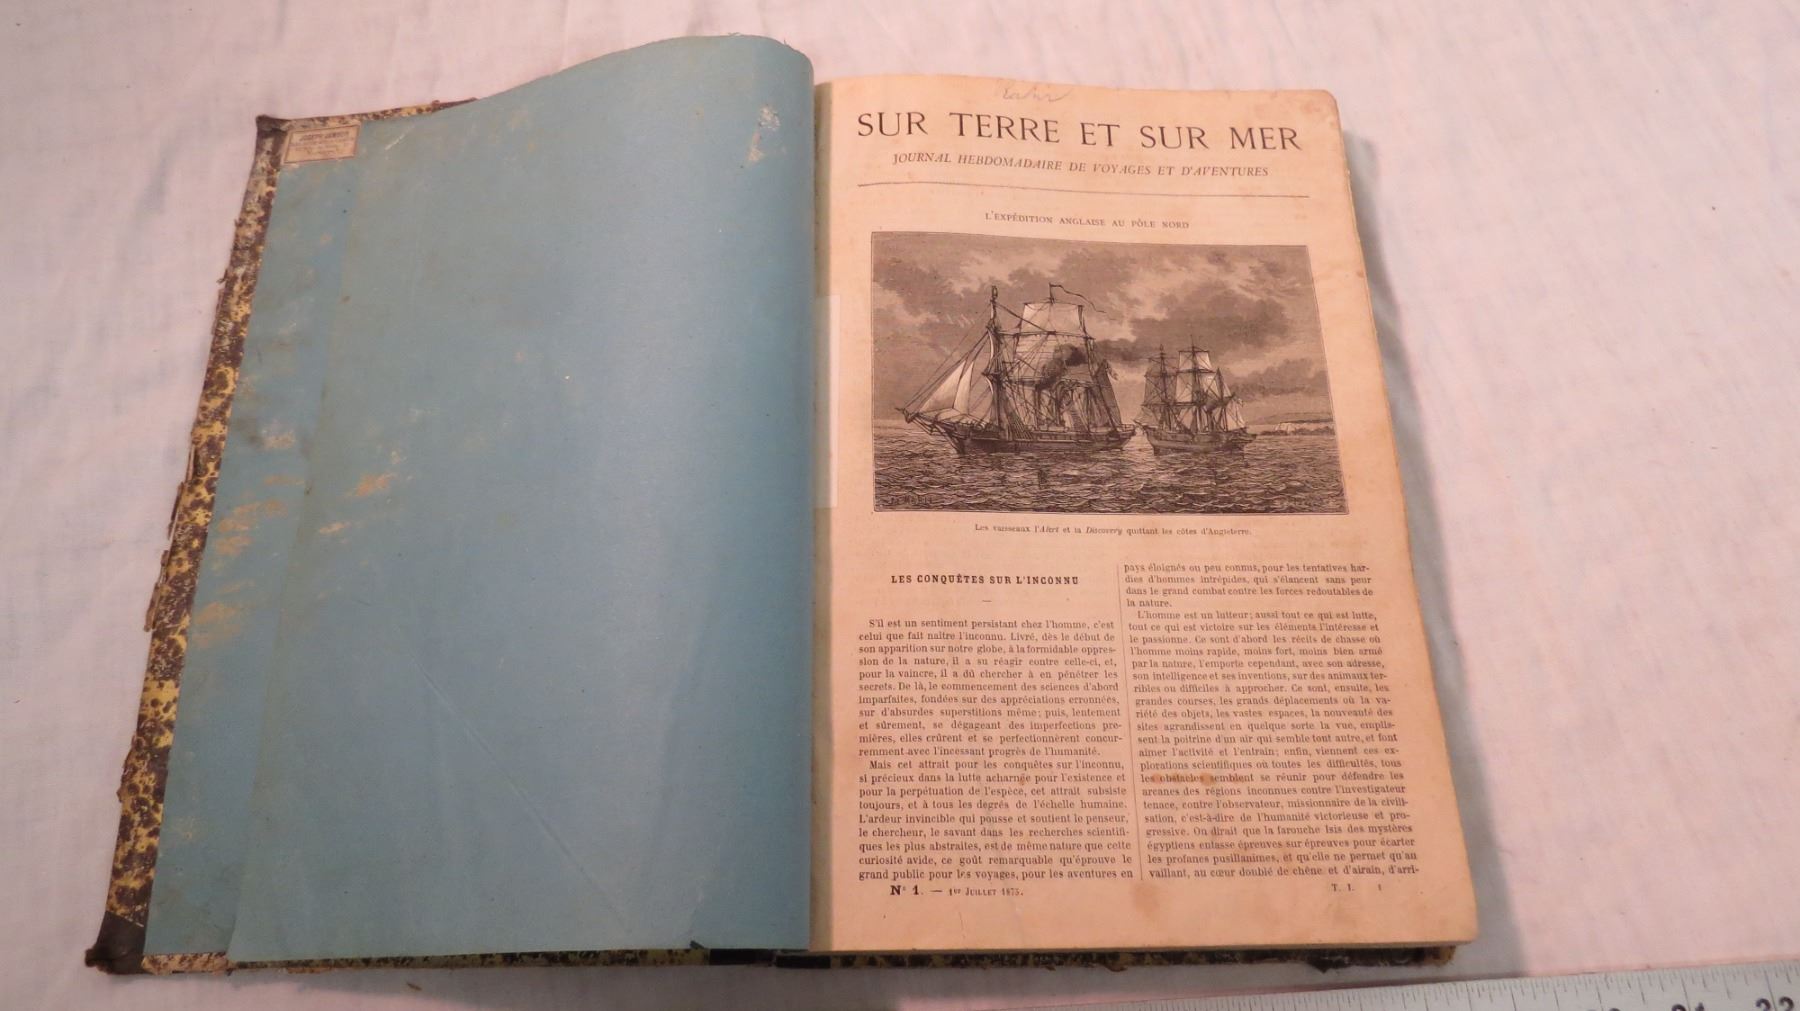 JOSEPH JAMBON
SUR TERRE ET SUR MER
JOURNAL HEBDOMADAIRE DE VOYAGES ET D'AVENTURES
L'EXPÉDITION ANGLAISE AU PÔLE NORD
Les vaisseaux l'Alert et la Discovery quittant les côtes d'Angleterre.
LES CONQUÊTES SUR L'INCONNU
S'il est un sentiment persistant chez l'homme, c'est
celui que fait naître l'inconnu. Livré, dès le début de
son apparition sur notre globe, à la formidable oppres-
sion de la nature, il a su réagir contre celle-ci, et,
pour la vaincre, il a dû chercher à en pénétrer les
secrets. De là, le commencement des sciences d'abord
imparfaites, fondées sur des appréciations erronnées,
sur d'absurdes superstitions même; puis, lentement
et sûrement, se dégageant des imperfections pre-
mières, elles crûrent et se perfectionnèrent concur-
remment avec l'incessant progrès de l'humanité.
Mais cet attrait pour les conquêtes sur l'inconnu,
si précieux dans la lutte acharnée pour l'existence et
pour la perpétuation de l'espèce, cet attrait subsiste
toujours, et à tous les degrés de l'échelle humaine.
L'ardeur invincible qui pousse et soutient le penseur,
le chercheur, le savant dans les recherches scientifi-
ques les plus abstraites, est de même nature que cette
curiosité avide, ce goût remarquable qu'éprouve le
grand public pour les voyages, pour les aventures en
pays éloignés ou peu connus, pour les tentatives har-
dies d'hommes intrépides, qui s'élancent sans peur
dans le grand combat contre les forces redoutables de
la nature.
L'homme est un lutteur; aussi tout ce qui est lutte,
tout ce qui est victoire sur les éléments l'intéresse et
le passionne. Ce sont d'abord les récits de chasse où
l'homme moins rapide, moins fort, moins bien armé
par la nature, l'emporte cependant, avec son adresse,
son intelligence et ses inventions, sur des animaux ter-
ribles ou difficiles à approcher. Ce sont, ensuite, les
grandes courses, les grands déplacements où la va-
riété des objets, les vastes espaces, la nouveauté des
sites agrandissent en quelque sorte la vue, emplis-
sent la poitrine d'un air qui semble tout autre, et font
aimer l'activité et l'entrain; enfin, viennent ces ex-
plorations scientifiques où toutes les difficultés, tous
les obstacles semblent se réunir pour défendre les
arcanes des régions inconnues contre l'investigateur
tenace, contre l'observateur, missionnaire de la civili-
sation, c'est-à-dire de l'humanité victorieuse et pro-
gressive. On dirait que la farouche Isis des mystères
égyptiens entasse épreuves sur épreuves pour écarter
les profanes pusillanimes, et qu'elle ne permet qu'au
vaillant, au cœur doublé de chêne et d'airain, d'arri-
N° 1. — 1er JUILLET 1875.
T. I. 1